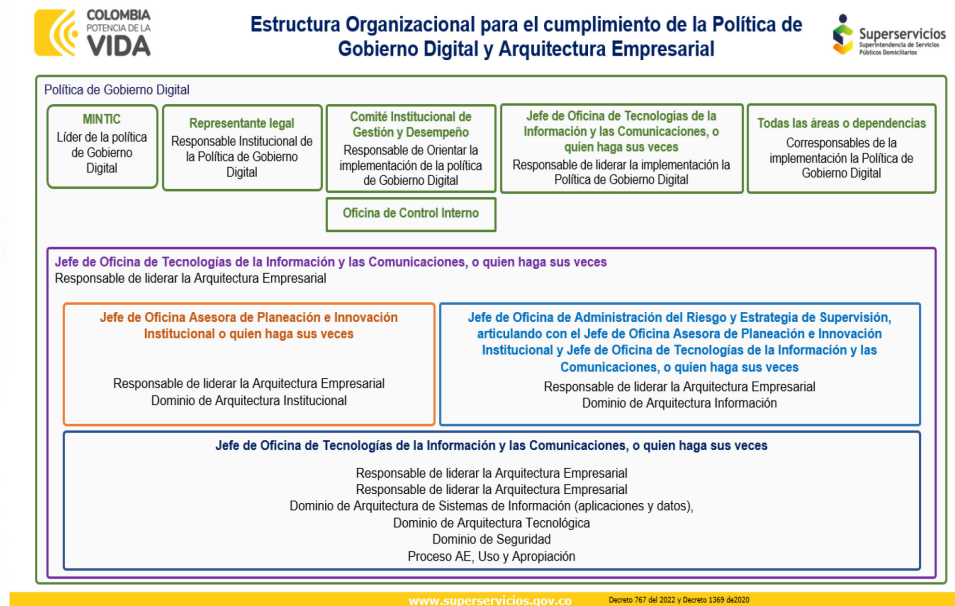 COLOMBIA
POTENCIA DE LA
VIDA
Estructura Organizacional para el cumplimiento de la Política de
Gobierno Digital y Arquitectura Empresarial
Superservicios
Superintendencia de Servicios
Públicos Domiciliarios
Política de Gobierno Digital
MINTIC
Líder de la política
de Gobierno
Digital
Representante legal
Responsable Institucional de
la Política de Gobierno
Digital
Comité Institucional de
Gestión y Desempeño
Responsable de Orientar la
implementación de la política
de Gobierno Digital
Jefe de Oficina de Tecnologías de la
Información y las Comunicaciones, o
quien haga sus veces
Responsable de liderar la implementación la
Política de Gobierno Digital
Todas las áreas o dependencias
Corresponsables de la
implementación la Política de
Gobierno Digital
Oficina de Control Interno
Jefe de Oficina de Tecnologías de la Información y las Comunicaciones, o quien haga sus veces
Responsable de liderar la Arquitectura Empresarial
Jefe de Oficina Asesora de Planeación e Innovación
Institucional o quien haga sus veces
Responsable de liderar la Arquitectura Empresarial
Dominio de Arquitectura Institucional
Jefe de Oficina de Administración del Riesgo y Estrategia de Supervisión,
articulando con el Jefe de Oficina Asesora de Planeación e Innovación
Institucional y Jefe de Oficina de Tecnologías de la Información y las
Comunicaciones, o quien haga sus veces
Responsable de liderar la Arquitectura Empresarial
Dominio de Arquitectura Información
Jefe de Oficina de Tecnologías de la Información y las Comunicaciones, o quien haga sus veces
Responsable de liderar la Arquitectura Empresarial
Responsable de liderar la Arquitectura Empresarial
Dominio de Arquitectura de Sistemas de Información (aplicaciones y datos),
Dominio de Arquitectura Tecnológica
Dominio de Seguridad
Proceso AE, Uso y Apropiación
www.superservicios.gov.co
Decreto 767 del 2022 y Decreto 1369 de2020